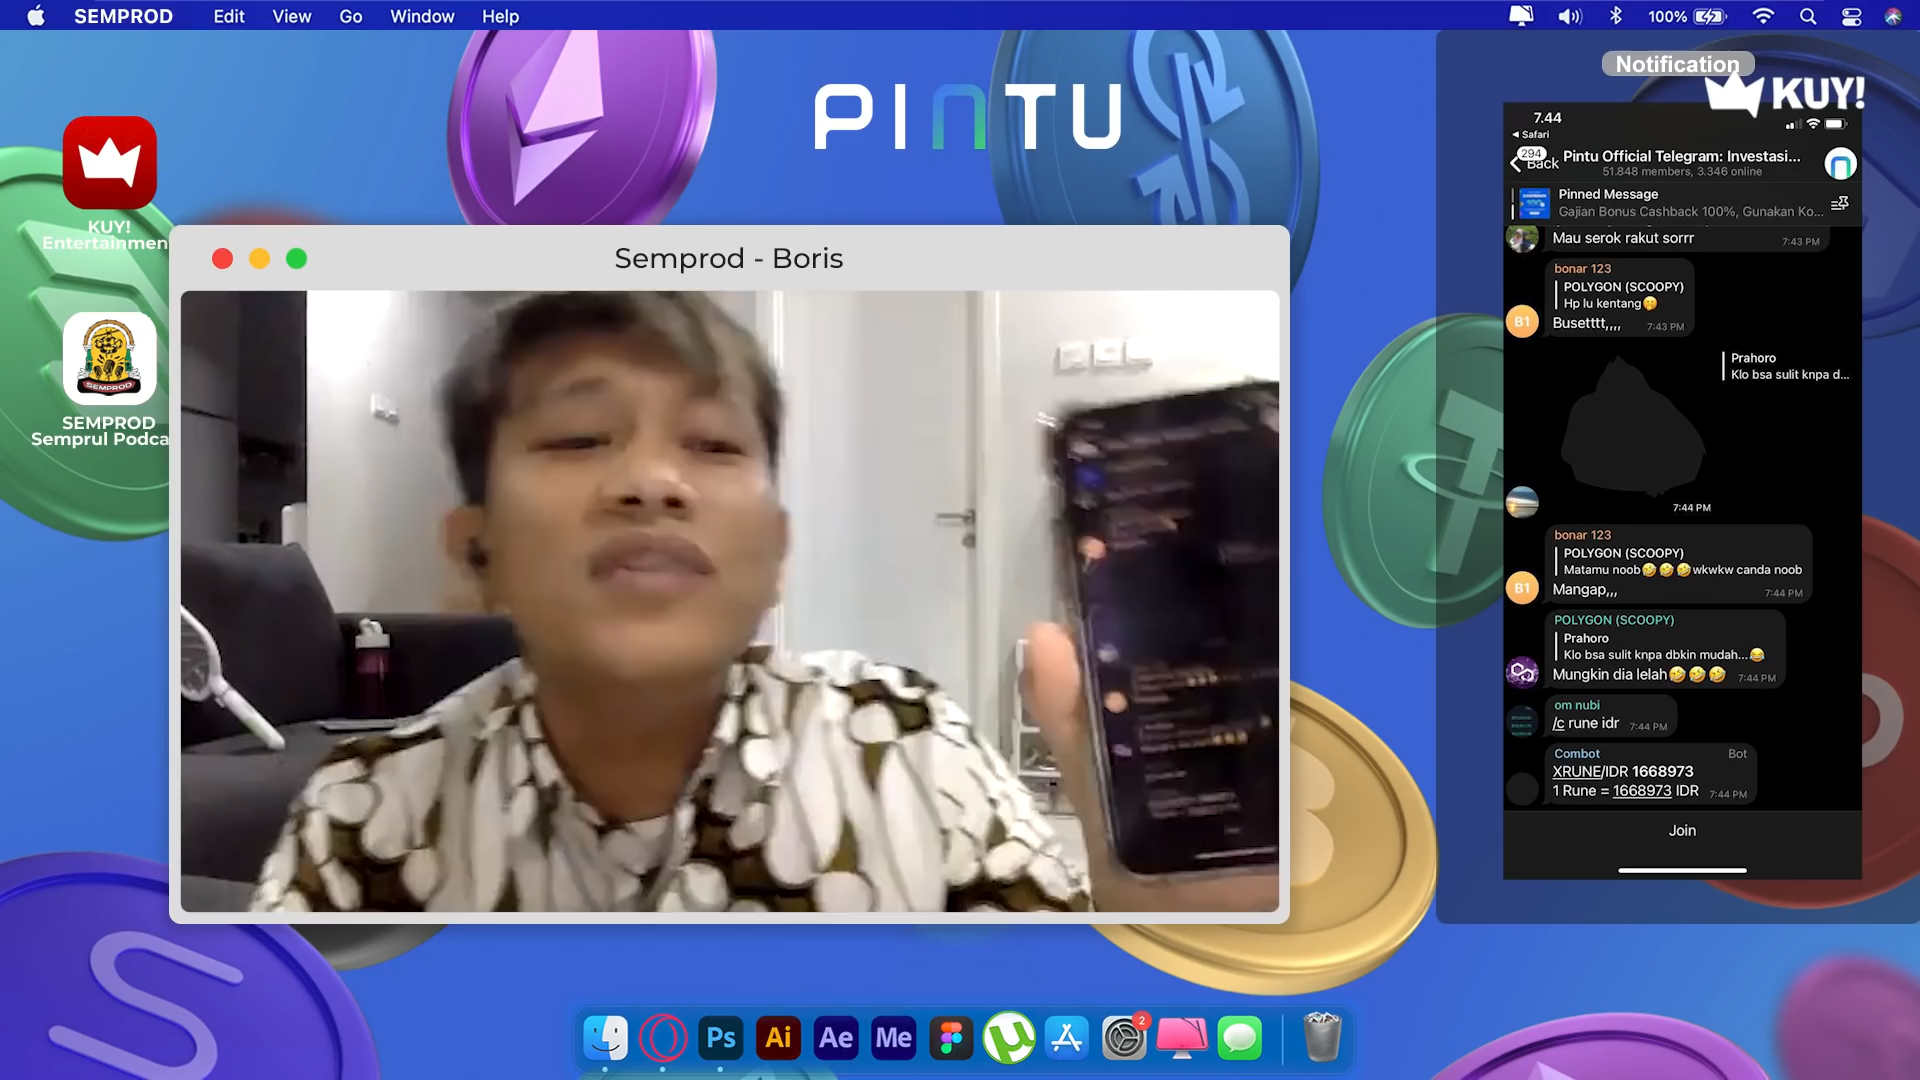 SEMPROD Edit View Go Window Help
100%
PINTU
Notification
KUY!
KUY!
Entertainmen
SEMPROD
SEMPROD
Semprul Podca
Semprod - Boris
7.44
Safari
294
Back
Pintu Official Telegram: Investasi...
51.848 members, 3.346 online
Pinned Message
Gajian Bonus Cashback 100%, Gunakan Ko...
Mau serok rakut sorrr 7:43 PM
bonar 123
POLYGON (SCOOPY)
Hp lu kentang🤭
B1
Busetttt,,,, 7:43 PM
Prahoro
Klo bsa sulit knpa d...
7:44 PM
bonar 123
POLYGON (SCOOPY)
Matamu noob🤣🤣🤣wkwkw canda noob
B1
Mangap,,, 7:44 PM
POLYGON (SCOOPY)
Prahoro
Klo bsa sulit knpa dbkin mudah...😂
Mungkin dia lelah🤣🤣🤣 7:44 PM
om nubi
/c rune idr 7:44 PM
Combot Bot
XRUNE/IDR 1668973
1 Rune = 1668973 IDR 7:44 PM
Join
Ps Ai Ae Me µ 2